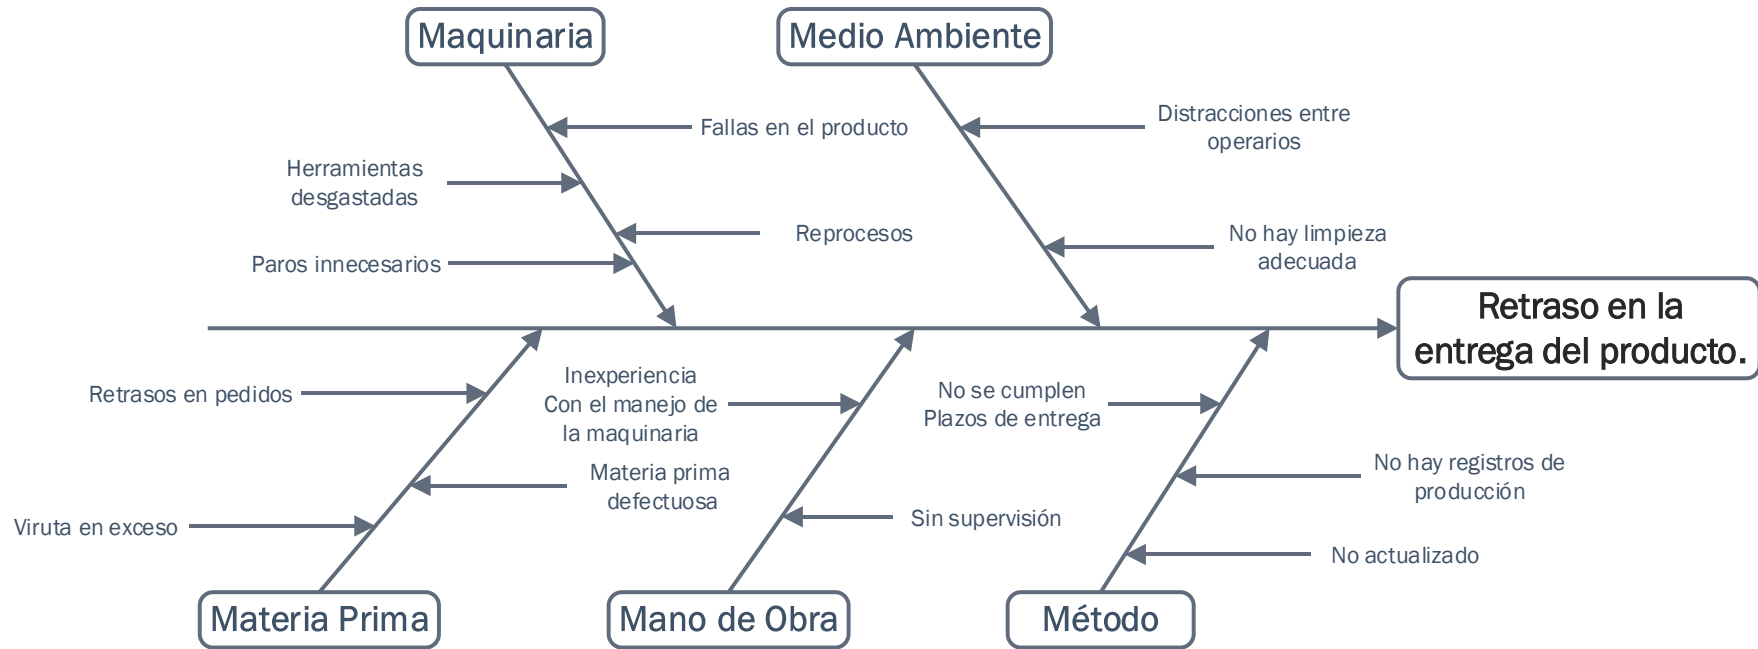 Maquinaria
Medio Ambiente
Fallas en el producto
Distracciones entre
operarios
Herramientas
desgastadas
Reprocesos
No hay limpieza
adecuada
Paros innecesarios
Retraso en la
entrega del producto.
Retrasos en pedidos
Inexperiencia
Con el manejo de
la maquinaria
No se cumplen
Plazos de entrega
Materia prima
defectuosa
No hay registros de
producción
Viruta en exceso
Sin supervisión
No actualizado
Materia Prima
Mano de Obra
Método